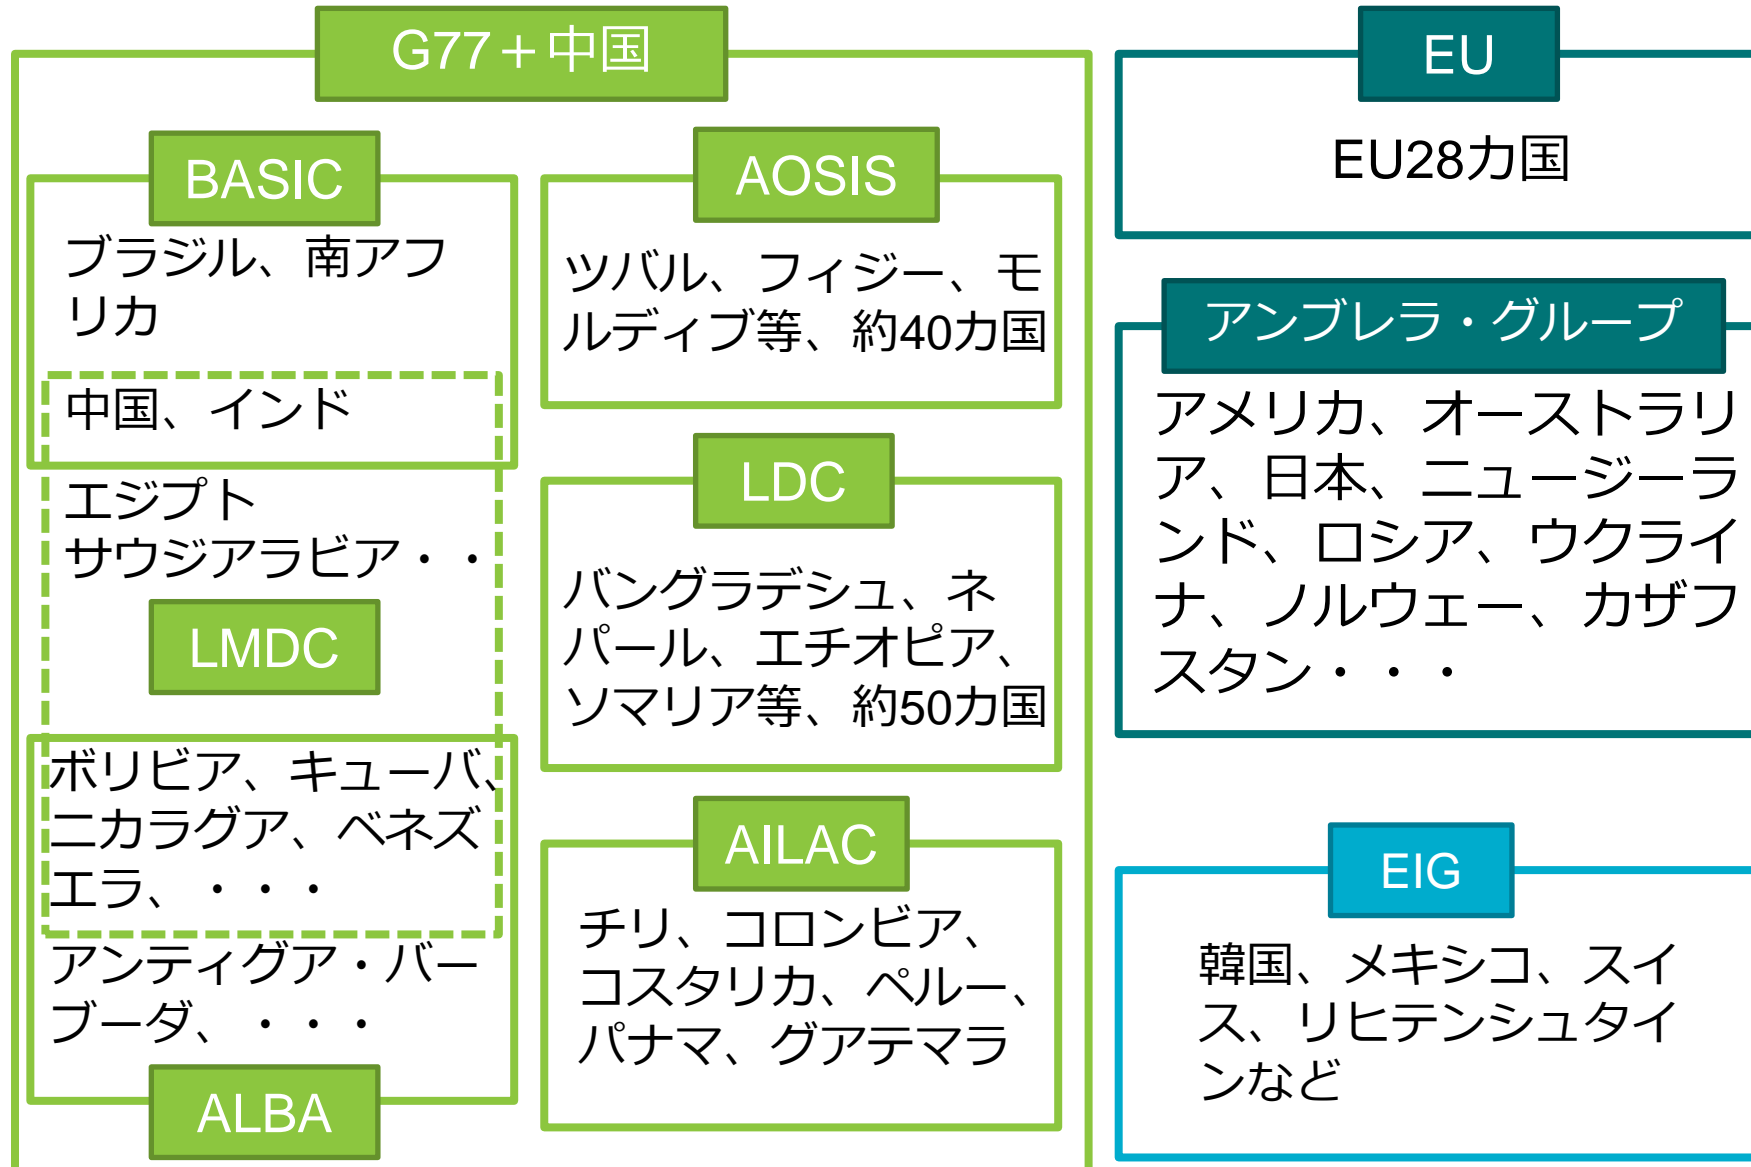 G77＋中国
BASIC
ブラジル、南アフ
リカ
中国、インド
エジプト
サウジアラビア・・
LMDC
ボリビア、キューバ、
ニカラグア、ベネズ
エラ、・・・
アンティグア・バー
ブーダ、・・・
ALBA
AOSIS
ツバル、フィジー、モ
ルディブ等、約40カ国
LDC
バングラデシュ、ネ
パール、エチオピア、
ソマリア等、約50カ国
AILAC
チリ、コロンビア、
コスタリカ、ペルー、
パナマ、グアテマラ
EU
EU28カ国
アンブレラ・グループ
アメリカ、オーストラリ
ア、日本、ニュージーラ
ンド、ロシア、ウクライ
ナ、ノルウェー、カザフ
スタン・・・
EIG
韓国、メキシコ、スイ
ス、リヒテンシュタイ
ンなど